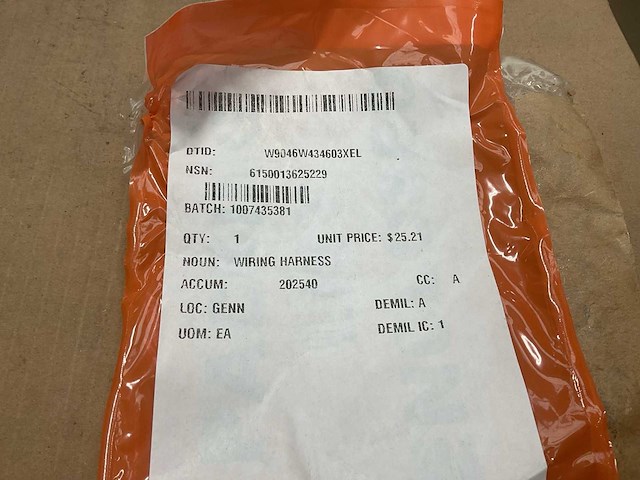 DTID: W9046W434603XEL
NSN: 6150013625229
BATCH: 1007435381
QTY: 1 UNIT PRICE: $25.21
NOUN: WIRING HARNESS
ACCUM: 202540 CC: A
LOC: GENN DEMIL: A
UOM: EA DEMIL IC: 1